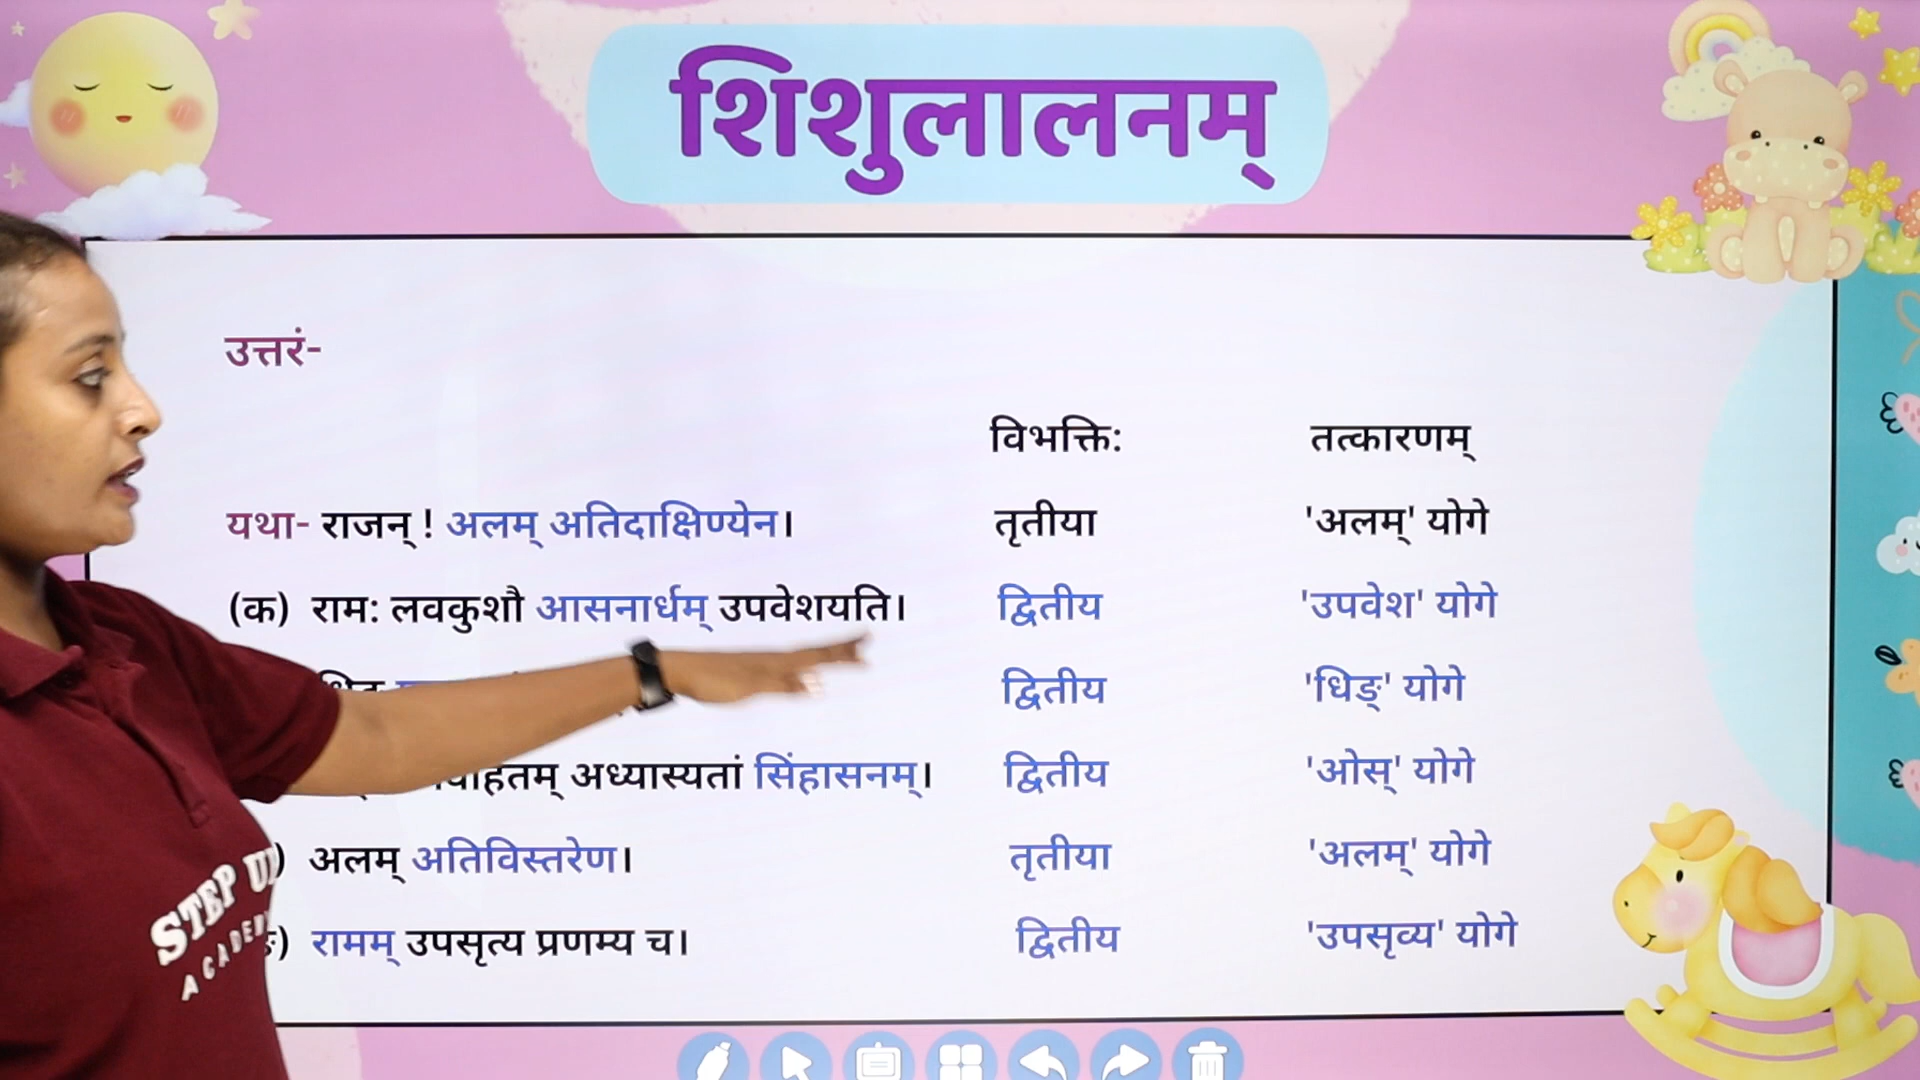 शिशुलालनम्
उत्तरं-
विभक्ति: तत्कारणम्
यथा- राजन् ! अलम् अतिदाक्षिण्येन। तृतीया 'अलम्' योगे
(क) राम: लवकुशौ आसनार्धम् उपवेशयति। द्वितीय 'उपवेश' योगे
द्वितीय 'धिङ्' योगे
अध्यास्यतां सिंहासनम्। द्वितीय 'ओस्' योगे
) अलम् अतिविस्तरेण। तृतीया 'अलम्' योगे
) रामम् उपसृत्य प्रणम्य च। द्वितीय 'उपसृव्य' योगे
STEP UP
ACADEMY